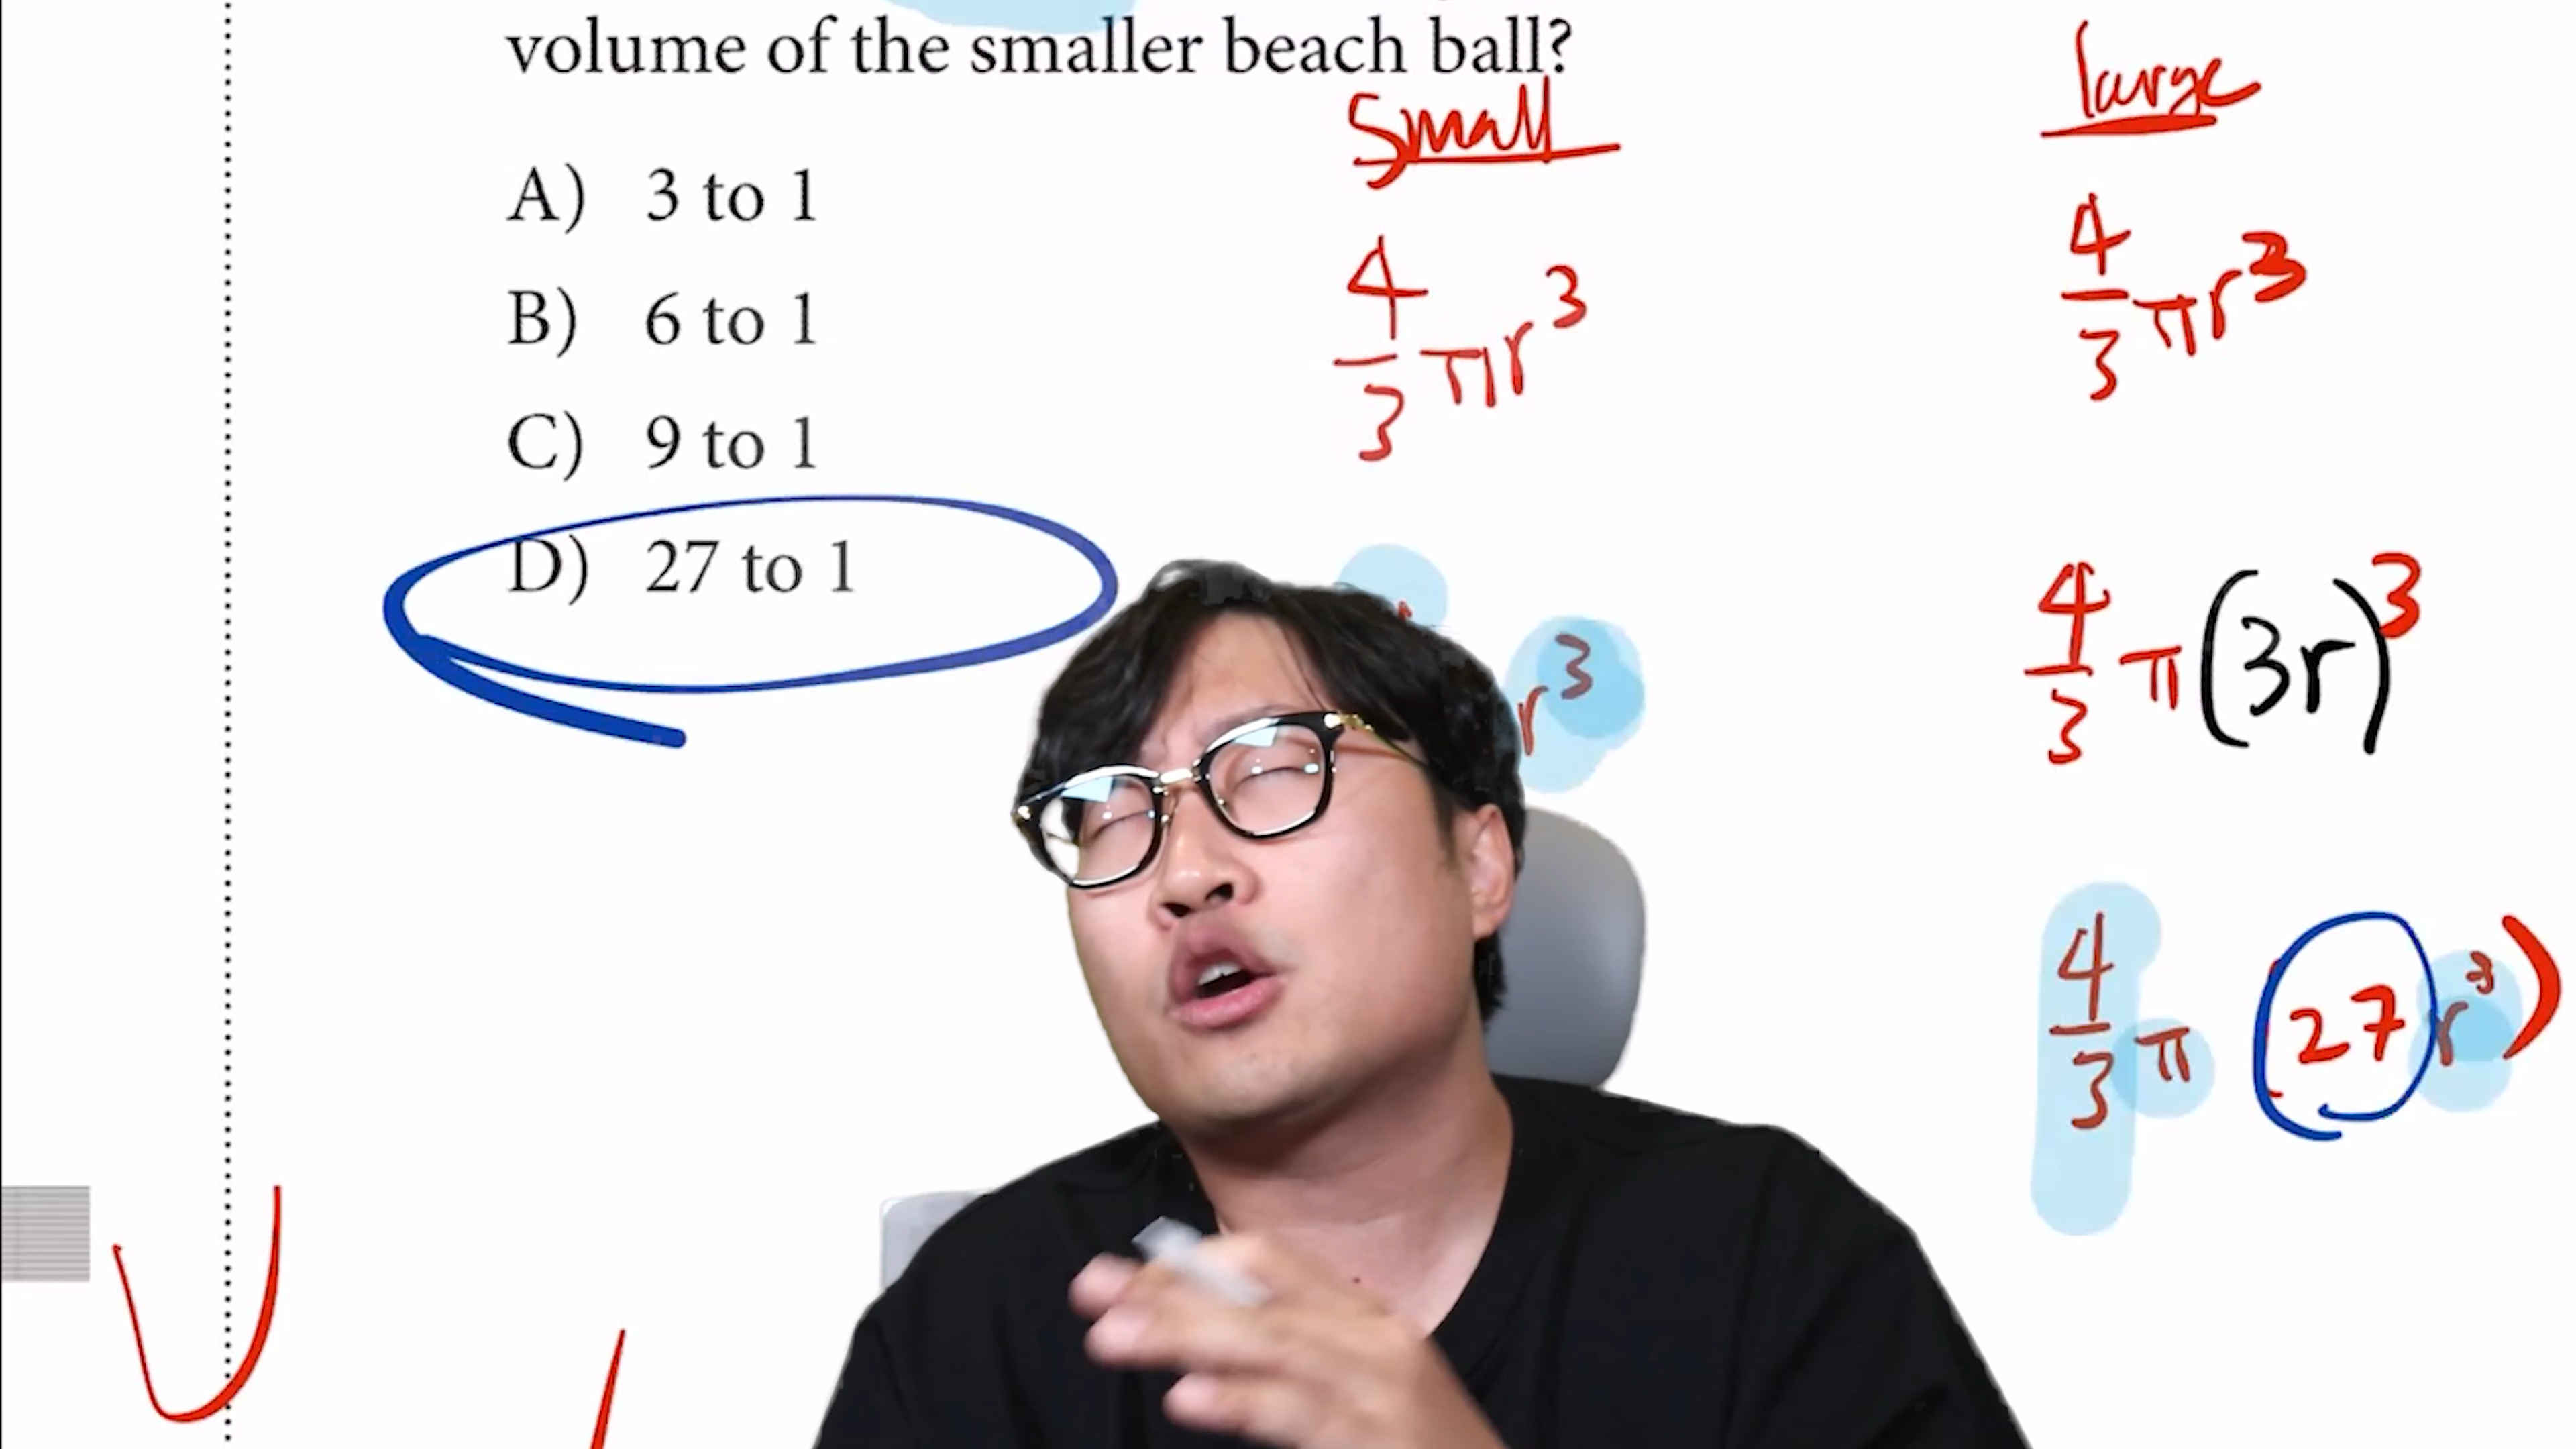 volume of the smaller beach ball?
A) 3 to 1
B) 6 to 1
C) 9 to 1
D) 27 to 1
small
4/3 πr³
r³
large
4/3 πr³
4/3 π(3r)³
4/3 π (27r³)